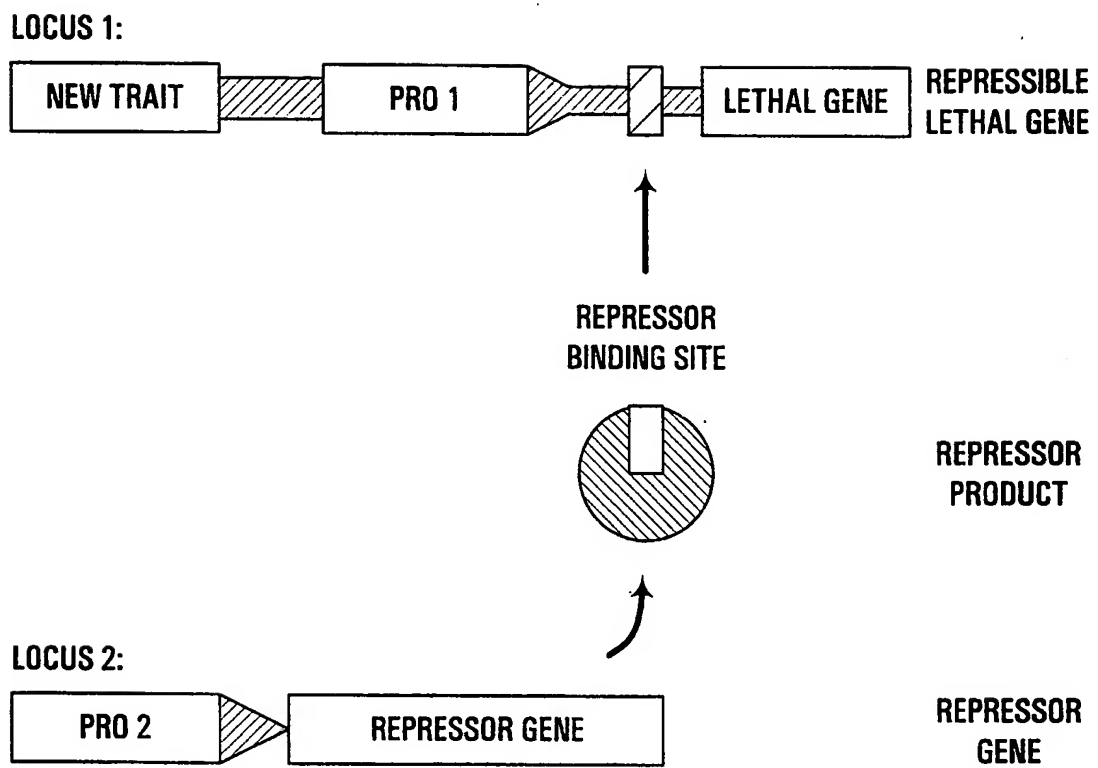 LOCUS 1:
NEW TRAIT
PRO 1
LETHAL GENE
REPRESSIBLE
LETHAL GENE
REPRESSOR
BINDING SITE
REPRESSOR
PRODUCT
LOCUS 2:
PRO 2
REPRESSOR GENE
REPRESSOR
GENE